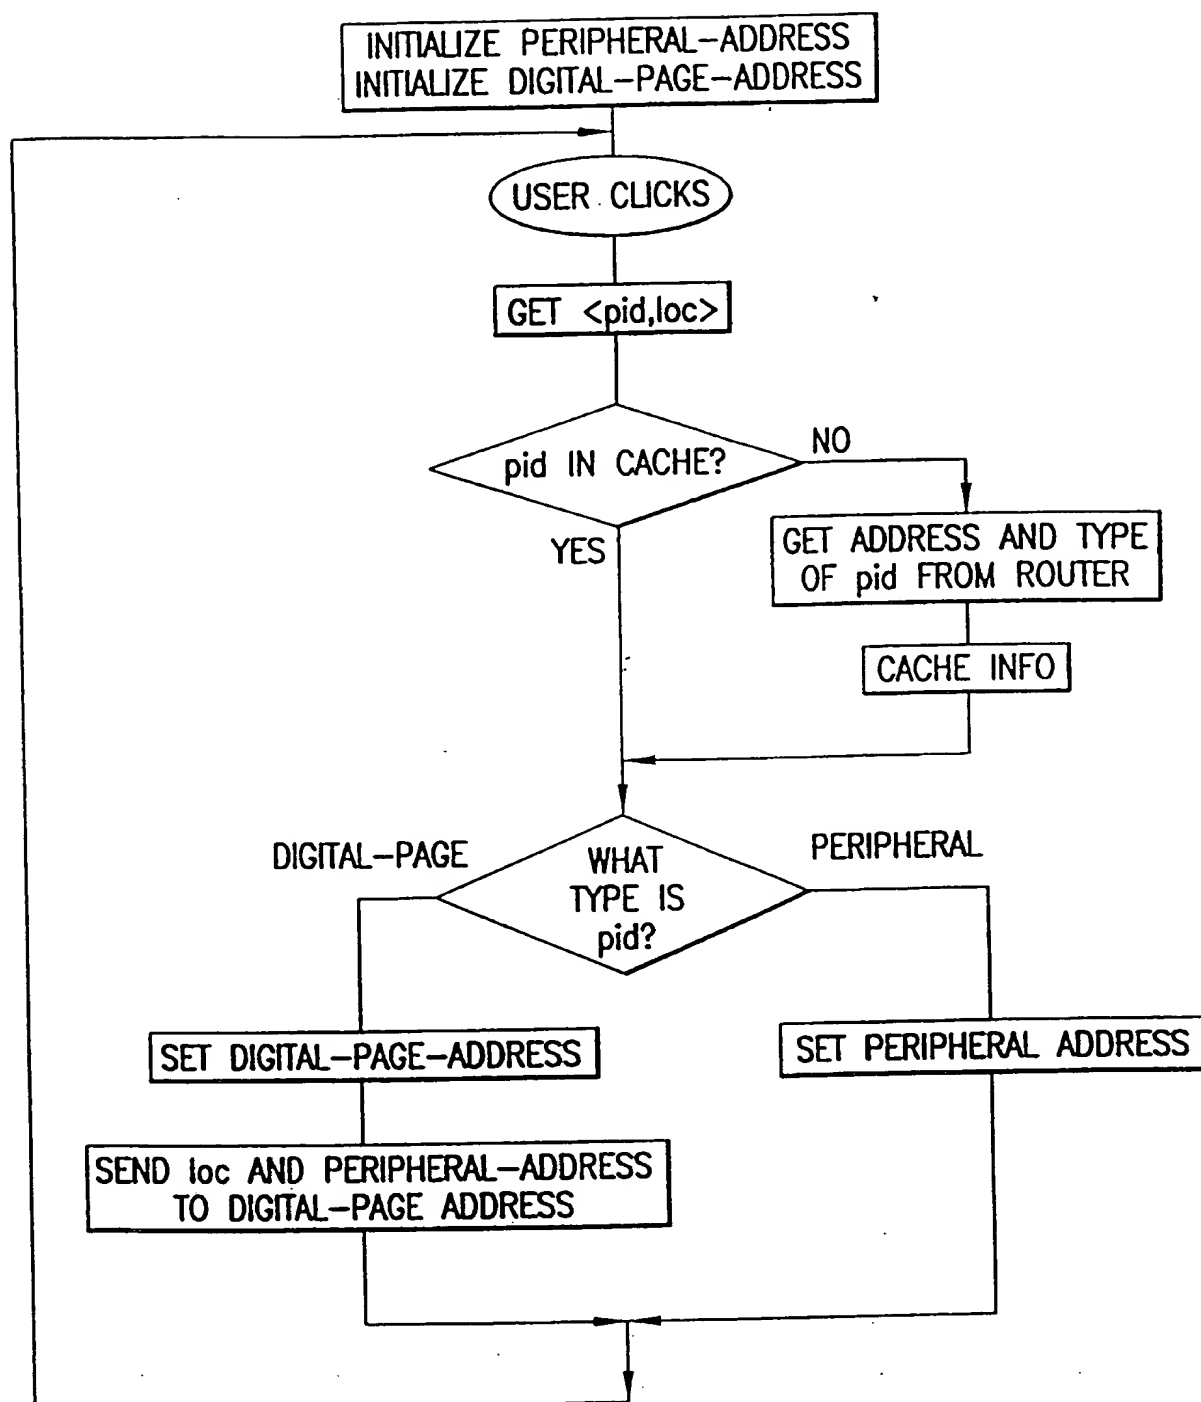 INITIALIZE PERIPHERAL-ADDRESS
INITIALIZE DIGITAL-PAGE-ADDRESS
USER CLICKS
GET <pid,loc>
pid IN CACHE?
NO
YES
GET ADDRESS AND TYPE
OF pid FROM ROUTER
CACHE INFO
DIGITAL-PAGE
WHAT
TYPE IS
pid?
PERIPHERAL
SET DIGITAL-PAGE-ADDRESS
SET PERIPHERAL ADDRESS
SEND loc AND PERIPHERAL-ADDRESS
TO DIGITAL-PAGE ADDRESS